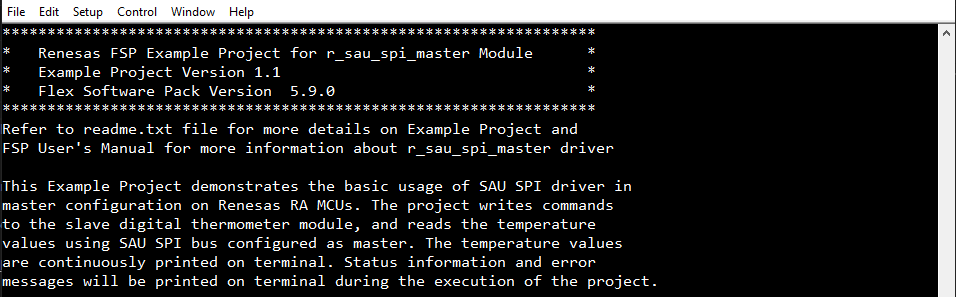 File Edit Setup Control Window Help
******************************************************************
*   Renesas FSP Example Project for r_sau_spi_master Module      *
*   Example Project Version 1.1                                  *
*   Flex Software Pack Version  5.9.0                            *
******************************************************************
Refer to readme.txt file for more details on Example Project and
FSP User's Manual for more information about r_sau_spi_master driver

This Example Project demonstrates the basic usage of SAU SPI driver in
master configuration on Renesas RA MCUs. The project writes commands
to the slave digital thermometer module, and reads the temperature
values using SAU SPI bus configured as master. The temperature values
are continuously printed on terminal. Status information and error
messages will be printed on terminal during the execution of the project.